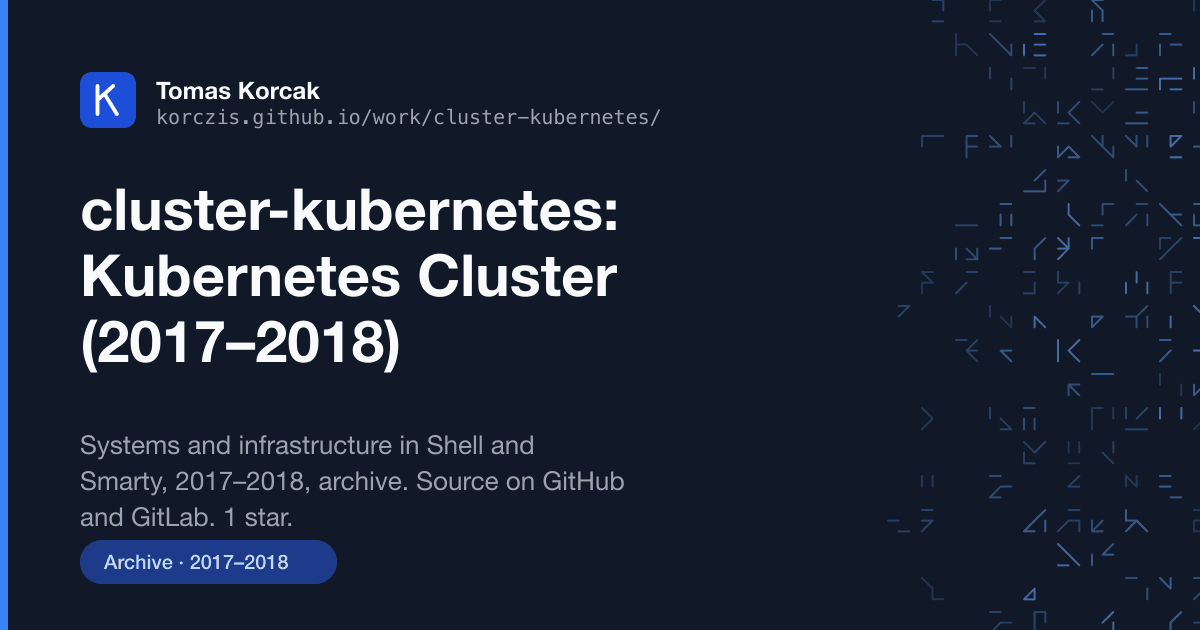 K
Tomas Korcak
korczis.github.io/work/cluster-kubernetes/
cluster-kubernetes:
Kubernetes Cluster
(2017–2018)
Systems and infrastructure in Shell and
Smarty, 2017–2018, archive. Source on GitHub
and GitLab. 1 star.
Archive · 2017–2018